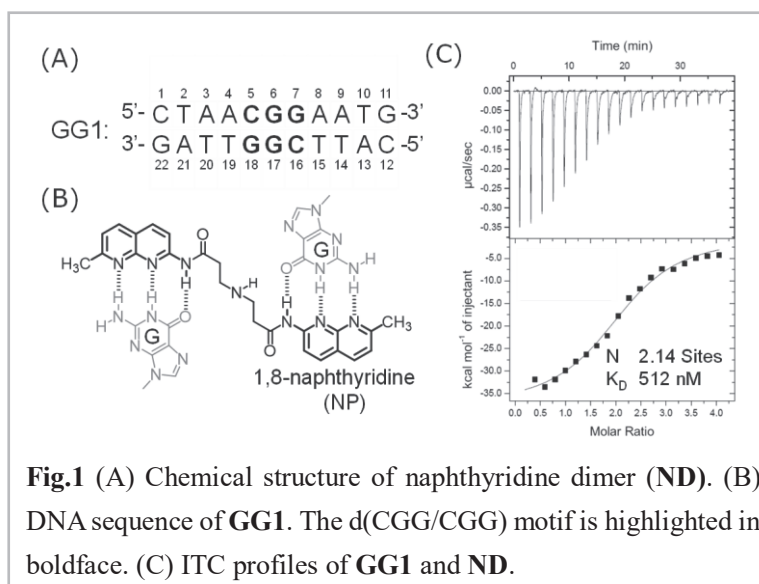 (A)
1 2 3 4 5 6 7 8 9 10 11
5'- C T A A C G G A A T G -3'
GG1:
3'- G A T T G G C T T A C -5'
22 21 20 19 18 17 16 15 14 13 12
(B)
H3C N N N H O N H
H H H O H H H
H N N O G N N
G N N H N H
O N H N N CH3
1,8-naphthyridine
(NP)
(C)
Time (min)
0 10 20 30
0.00
-0.05
-0.10
-0.15
-0.20
-0.25
-0.30
-0.35
µcal/sec
-5.0
-10.0
-15.0
-20.0
-25.0
-30.0
-35.0
kcal mol-1 of injectant
N 2.14 Sites
KD 512 nM
0.0 0.5 1.0 1.5 2.0 2.5 3.0 3.5 4.0
Molar Ratio
Fig.1 (A) Chemical structure of naphthyridine dimer (ND). (B)
DNA sequence of GG1. The d(CGG/CGG) motif is highlighted in
boldface. (C) ITC profiles of GG1 and ND.